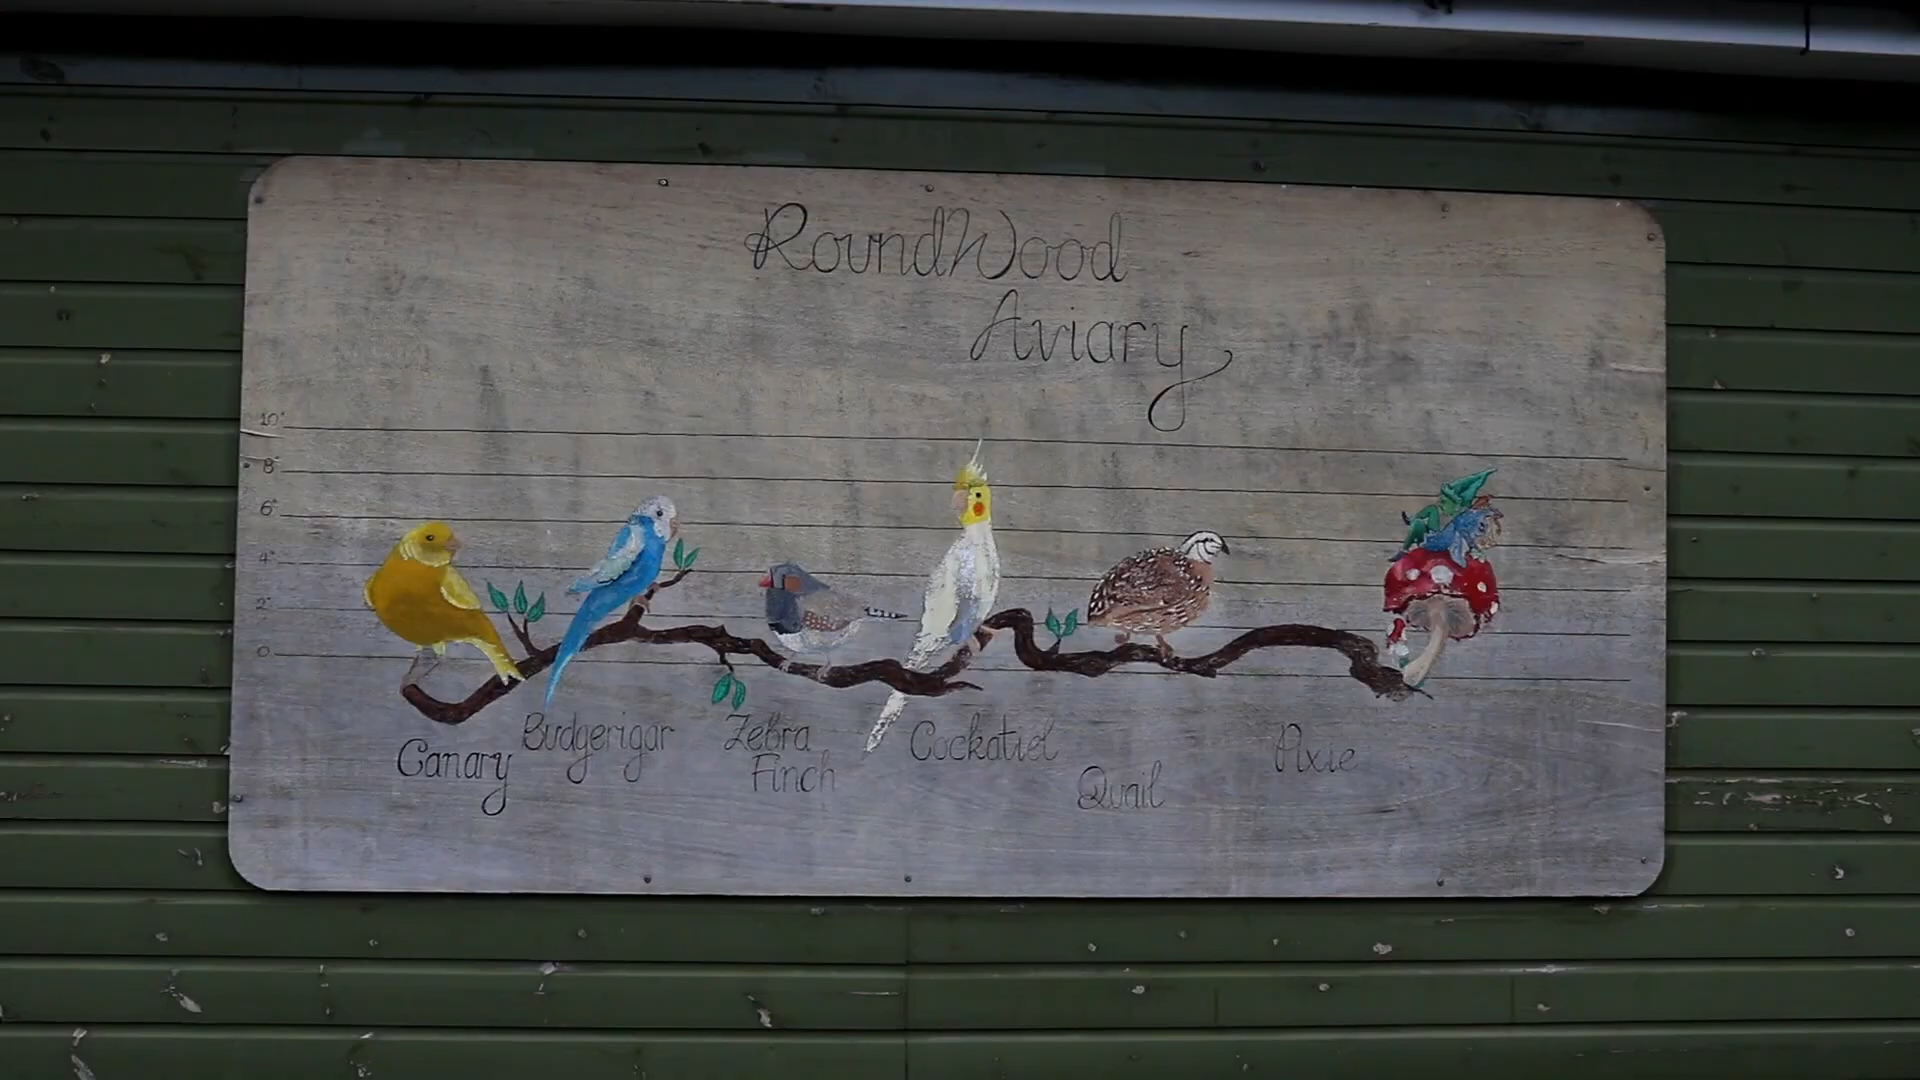 RoundWood
Aviary
10"
8"
6"
4"
2"
0"
Canary
Budgerigar
Zebra
Finch
Cockatiel
Quail
Pixie